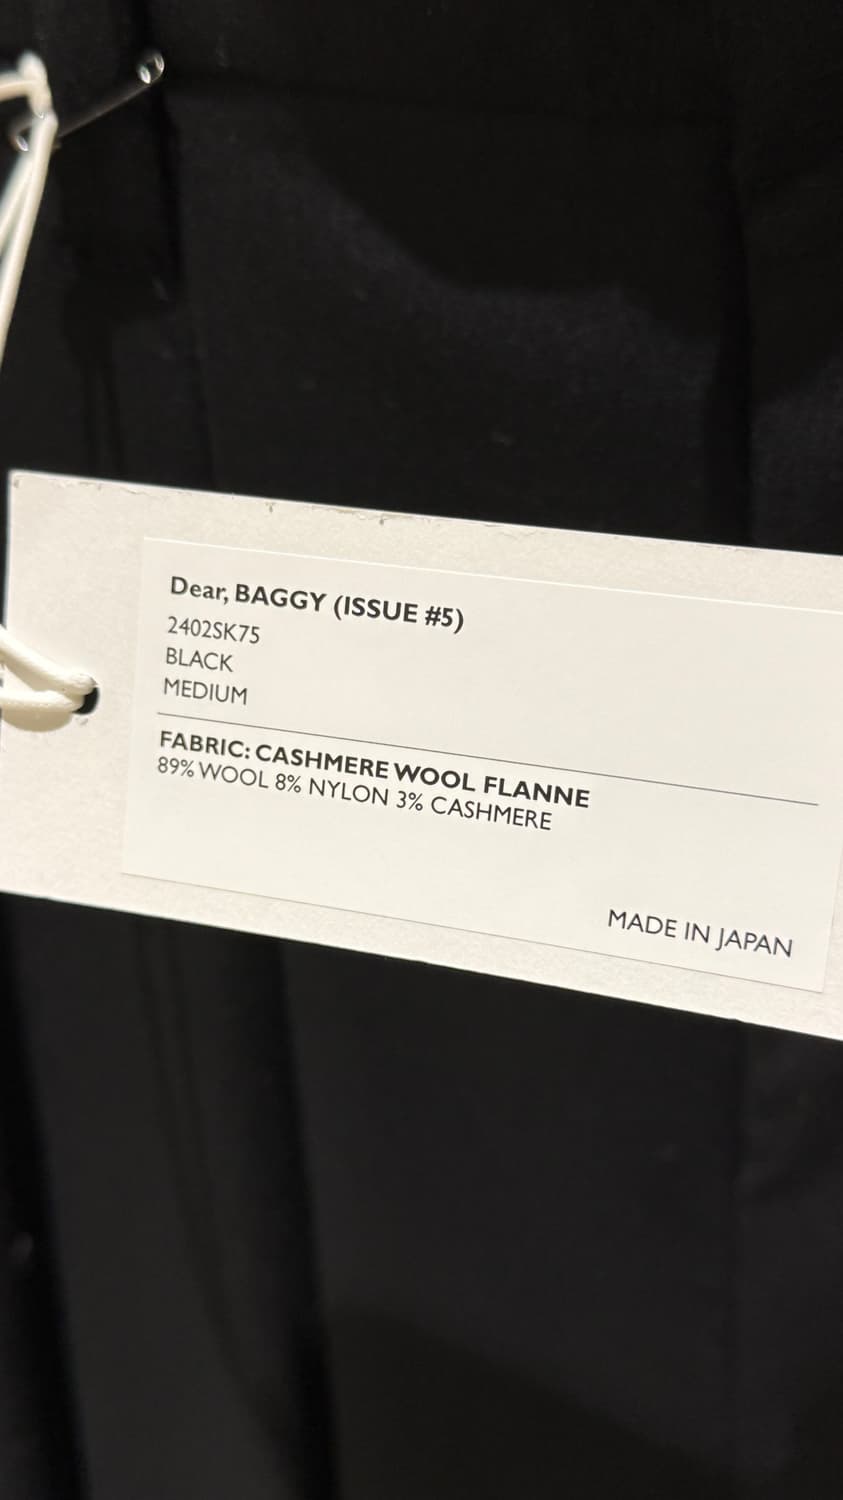 Dear, BAGGY (ISSUE #5)
2402SK75
BLACK
MEDIUM
FABRIC: CASHMERE WOOL FLANNE
89% WOOL 8% NYLON 3% CASHMERE
MADE IN JAPAN